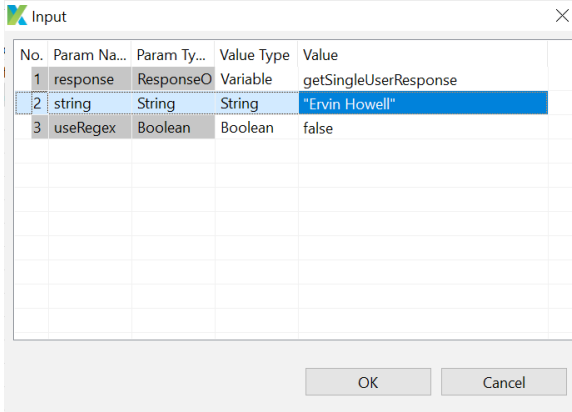 Input
No. Param Na... Param Ty... Value Type Value
1 response ResponseO Variable getSingleUserResponse
2 string String String "Ervin Howell"
3 useRegex Boolean Boolean false
OK Cancel